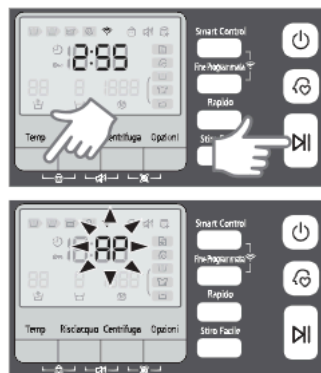 Smart Control
2:55
Fine Programmata
Rapido
Temp
Centrifuga
Opzioni
Stiro Facile
Smart Control
88
Fine Programmata
Rapido
Temp Risciacquo Centrifuga Opzioni
Stiro Facile